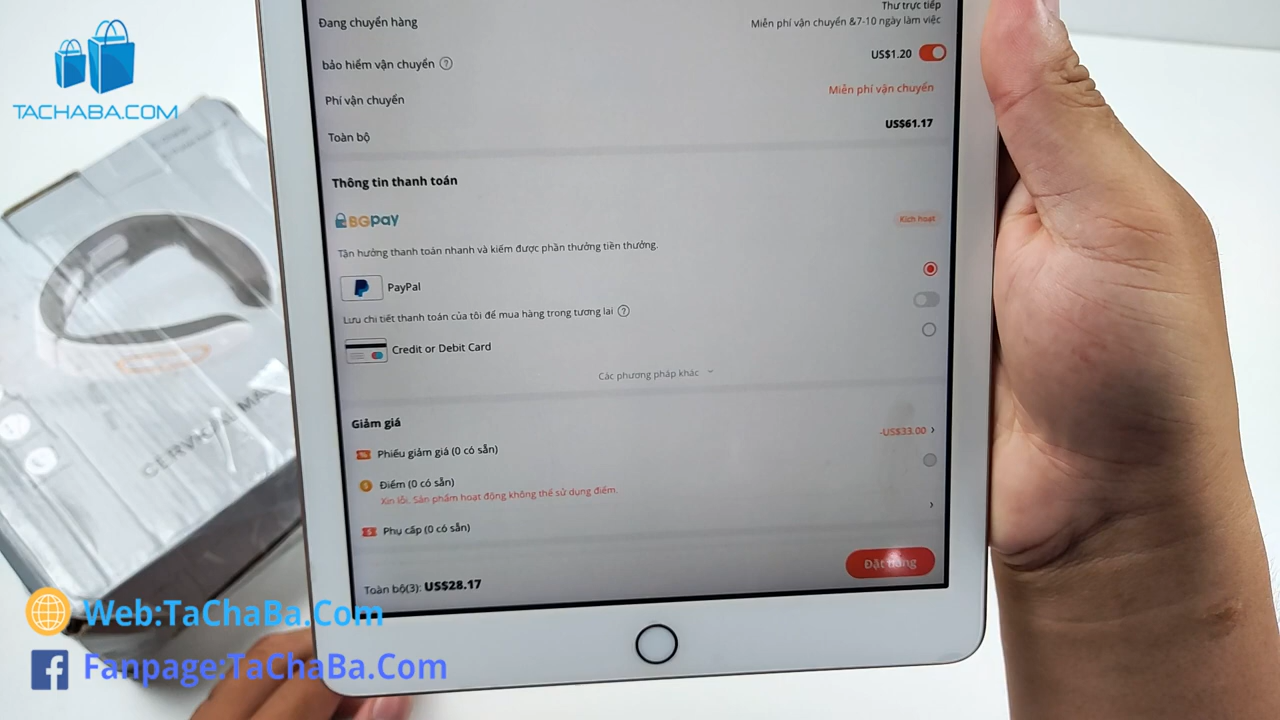 TACHABA.COM
Thư trực tiếp
Đang chuyển hàng
Miễn phí vận chuyển &7-10 ngày làm việc
bảo hiểm vận chuyển ?
US$1.20
Phí vận chuyển
Miễn phí vận chuyển
Toàn bộ
US$61.17
Thông tin thanh toán
BGpay
Kích hoạt
Tận hưởng thanh toán nhanh và kiếm được phần thưởng tiền thưởng.
PayPal
Lưu chi tiết thanh toán của tôi để mua hàng trong tương lai ?
Credit or Debit Card
Các phương pháp khác
Giảm giá
Phiếu giảm giá (0 có sẵn)
-US$33.00
Điểm (0 có sẵn)
Xin lỗi. Sản phẩm hoạt động không thể sử dụng điểm.
Phụ cấp (0 có sẵn)
Toàn bộ(3): US$28.17
Đặt hàng
CERVICAL MA
Web:TaChaBa.Com
Fanpage:TaChaBa.Com